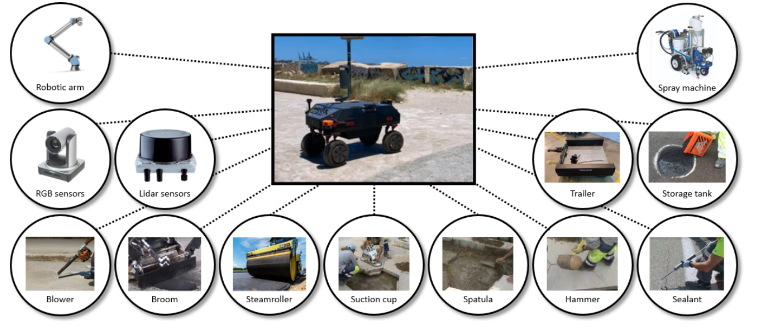 Robotic arm
Spray machine
RGB sensors
Lidar sensors
Trailer
Storage tank
Blower
Broom
Steamroller
Suction cup
Spatula
Hammer
Sealant